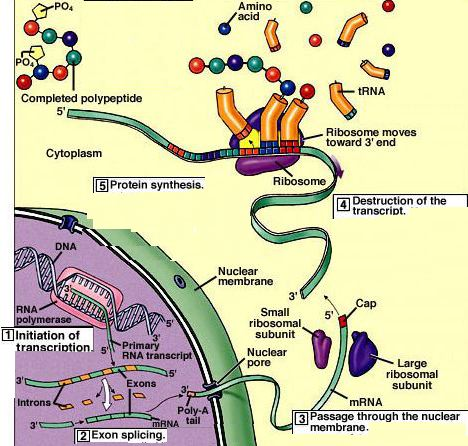 PO₄
PO₄
Completed polypeptide
Amino
acid
tRNA
5'
Cytoplasm
Ribosome moves
toward 3' end
Ribosome
5 Protein synthesis.
4 Destruction of the
transcript.
3'
DNA
Nuclear
membrane
5'
Cap
Small
ribosomal
subunit
3'
RNA
polymerase
5'
3'
1 Initiation of
transcription.
Primary
RNA transcript
5'
Nuclear
pore
Large
ribosomal
subunit
3'
Exons
Introns
3'
Poly-A
tail
mRNA
mRNA
2 Exon splicing.
3 Passage through the nuclear
membrane.